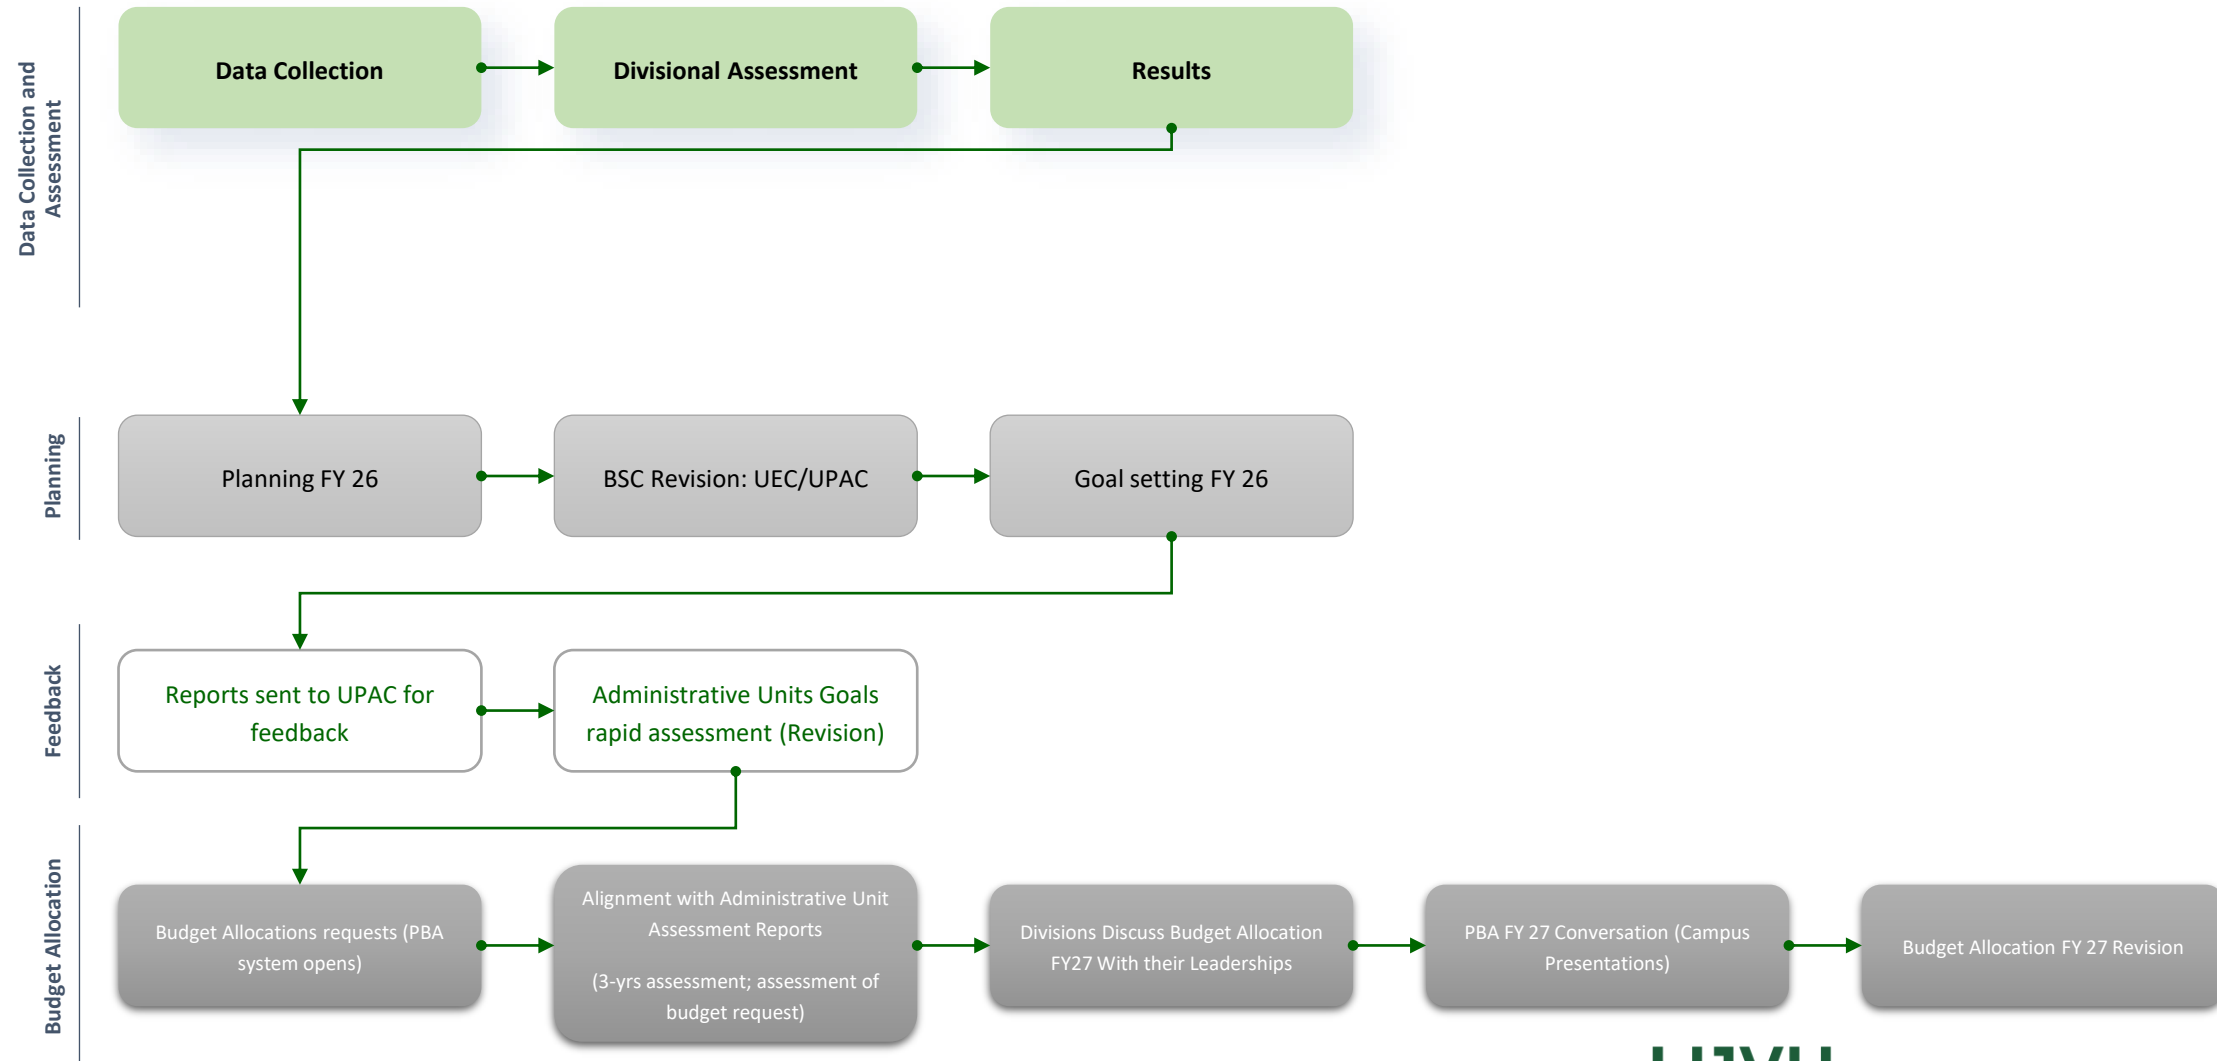 Data Collection and
Assessment
Data Collection
Divisional Assessment
Results
Planning
Planning FY 26
BSC Revision: UEC/UPAC
Goal setting FY 26
Feedback
Reports sent to UPAC for
feedback
Administrative Units Goals
rapid assessment (Revision)
Budget Allocation
Budget Allocations requests (PBA
system opens)
Alignment with Administrative Unit
Assessment Reports
(3-yrs assessment; assessment of
budget request)
Divisions Discuss Budget Allocation
FY27 With their Leaderships
PBA FY 27 Conversation (Campus
Presentations)
Budget Allocation FY 27 Revision